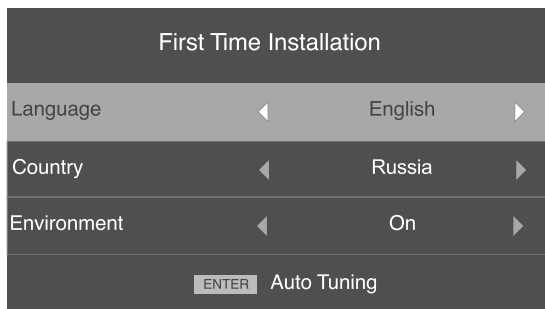 First Time Installation
Language English
Country Russia
Environment On
ENTER Auto Tuning